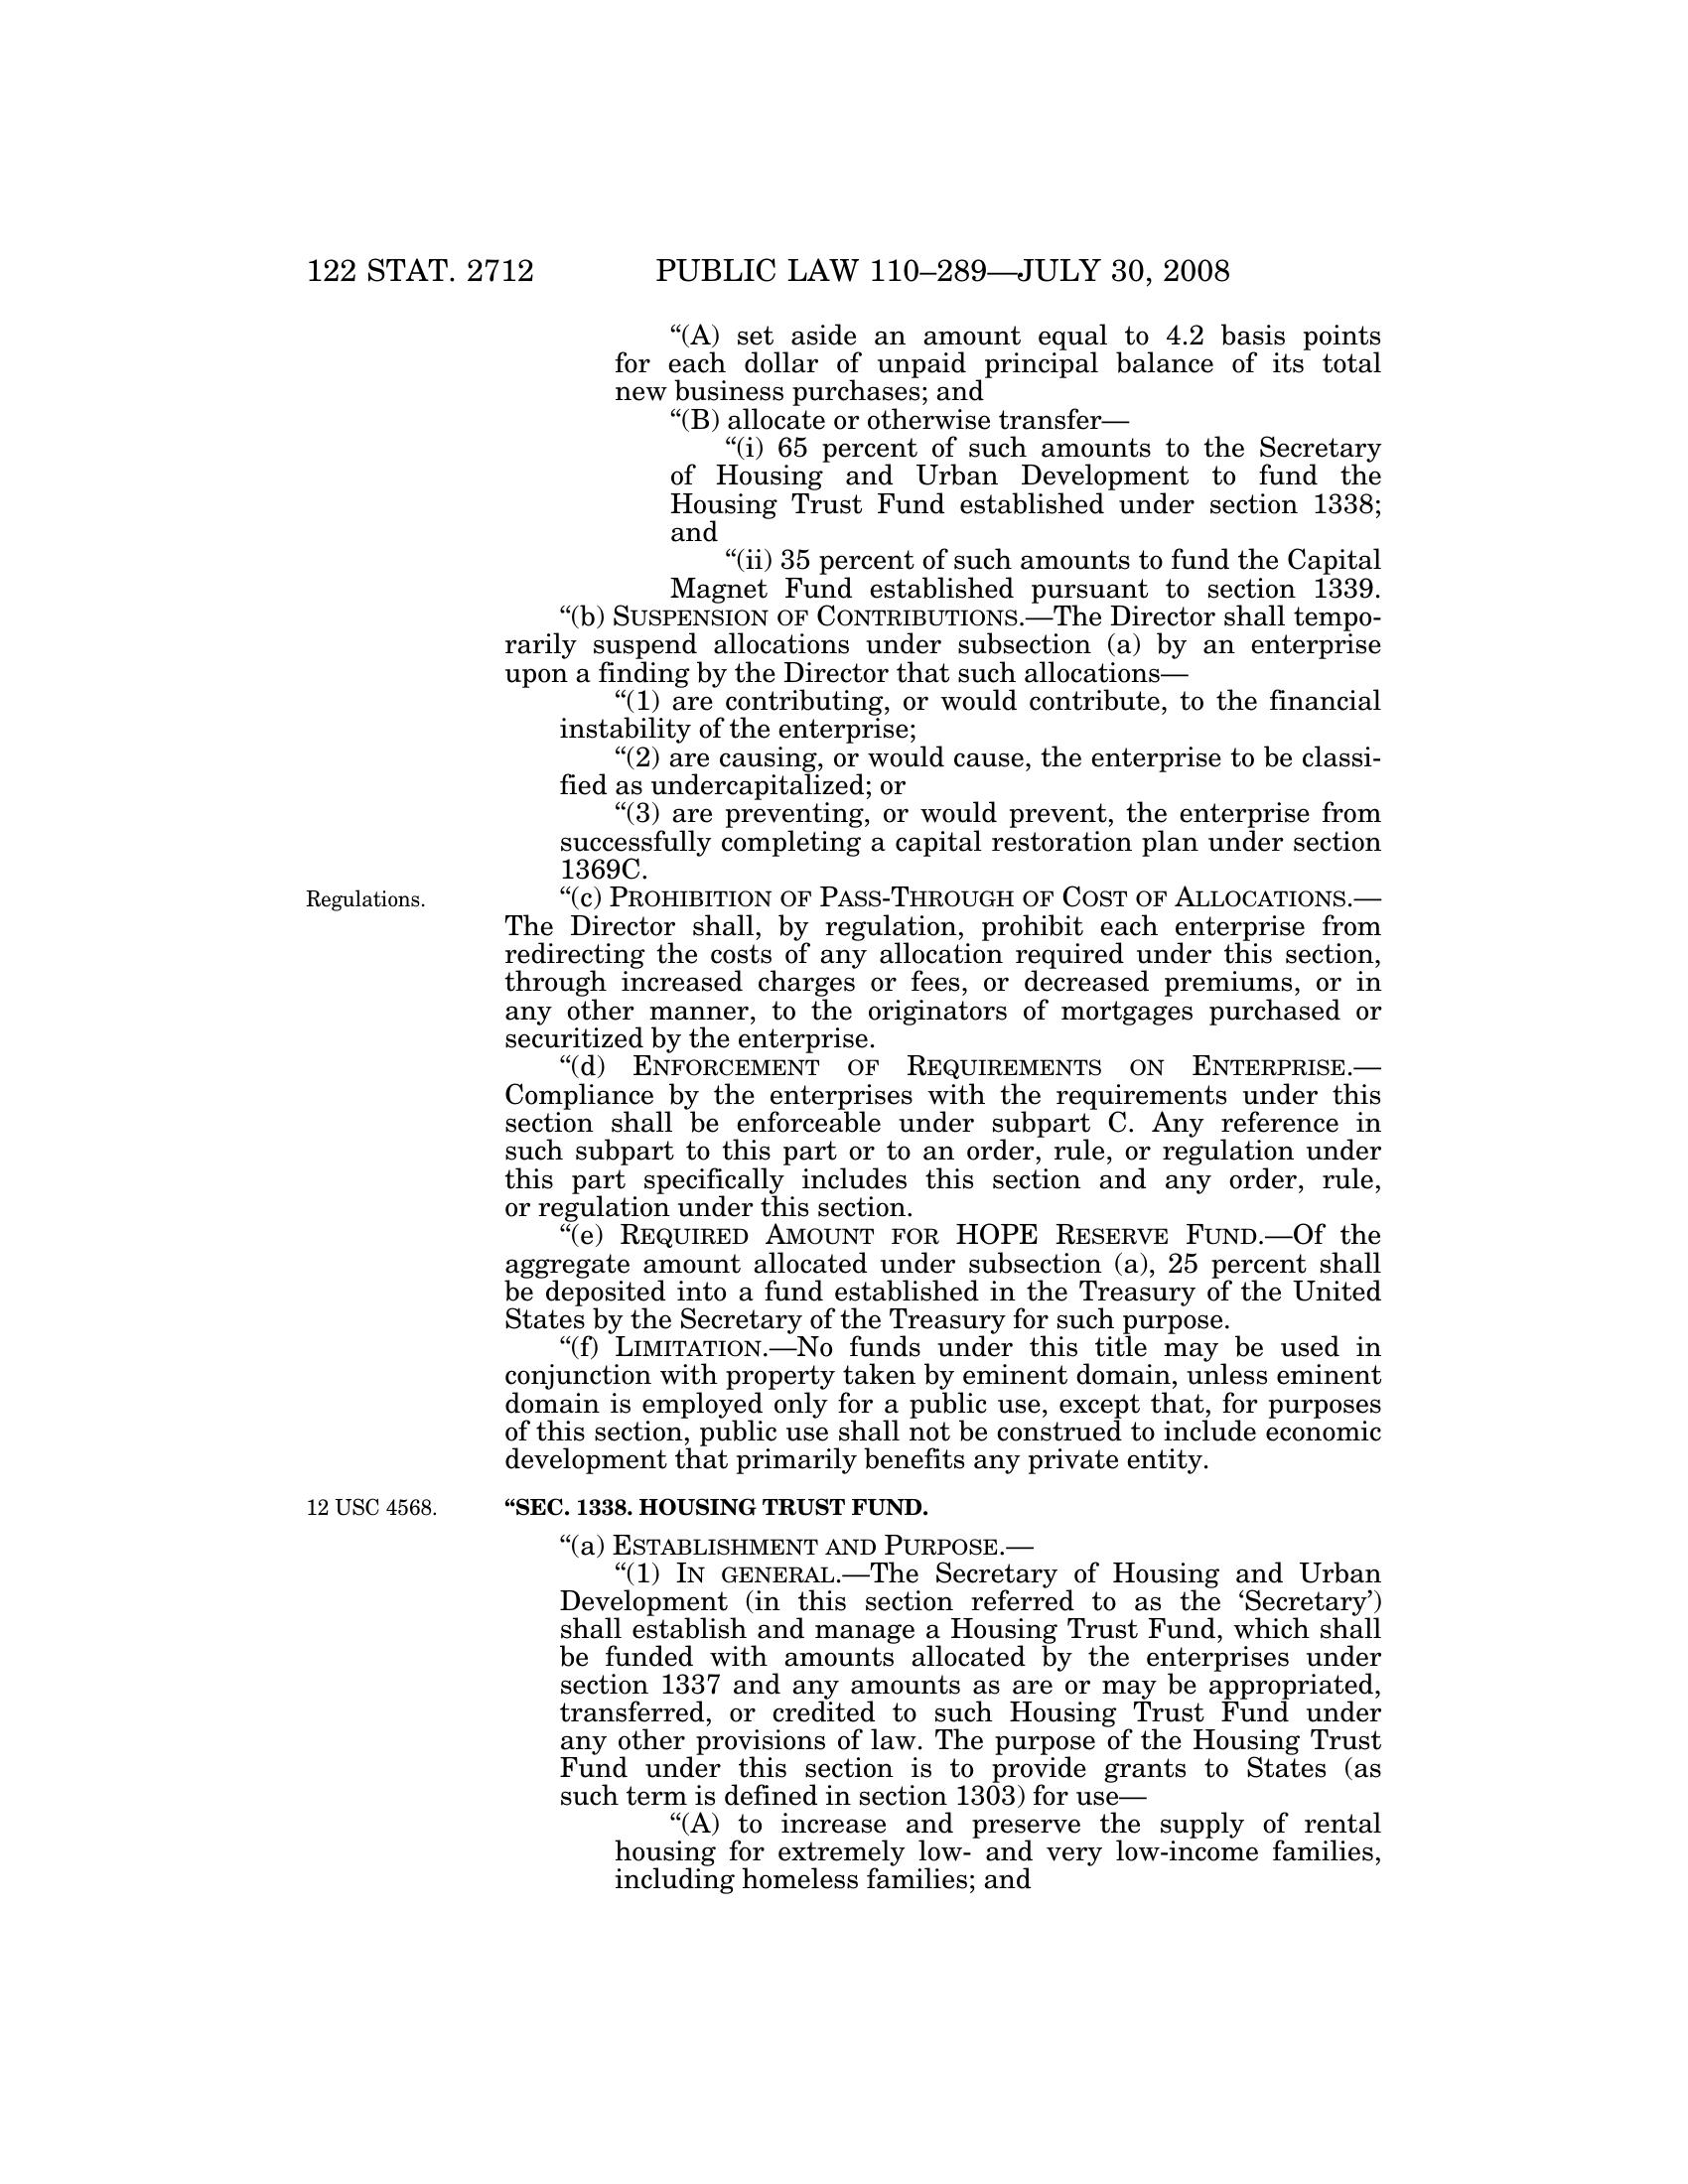 122 STAT. 2712 PUBLIC LAW 110–289—JULY 30, 2008
“(A) set aside an amount equal to 4.2 basis points
for each dollar of unpaid principal balance of its total
new business purchases; and
“(B) allocate or otherwise transfer—
“(i) 65 percent of such amounts to the Secretary
of Housing and Urban Development to fund the
Housing Trust Fund established under section 1338;
and
“(ii) 35 percent of such amounts to fund the Capital
Magnet Fund established pursuant to section 1339.
“(b) SUSPENSION OF CONTRIBUTIONS.—The Director shall tempo-
rarily suspend allocations under subsection (a) by an enterprise
upon a finding by the Director that such allocations—
“(1) are contributing, or would contribute, to the financial
instability of the enterprise;
“(2) are causing, or would cause, the enterprise to be classi-
fied as undercapitalized; or
“(3) are preventing, or would prevent, the enterprise from
successfully completing a capital restoration plan under section
1369C.
Regulations.
“(c) PROHIBITION OF PASS-THROUGH OF COST OF ALLOCATIONS.—
The Director shall, by regulation, prohibit each enterprise from
redirecting the costs of any allocation required under this section,
through increased charges or fees, or decreased premiums, or in
any other manner, to the originators of mortgages purchased or
securitized by the enterprise.
“(d) ENFORCEMENT OF REQUIREMENTS ON ENTERPRISE.—
Compliance by the enterprises with the requirements under this
section shall be enforceable under subpart C. Any reference in
such subpart to this part or to an order, rule, or regulation under
this part specifically includes this section and any order, rule,
or regulation under this section.
“(e) REQUIRED AMOUNT FOR HOPE RESERVE FUND.—Of the
aggregate amount allocated under subsection (a), 25 percent shall
be deposited into a fund established in the Treasury of the United
States by the Secretary of the Treasury for such purpose.
“(f) LIMITATION.—No funds under this title may be used in
conjunction with property taken by eminent domain, unless eminent
domain is employed only for a public use, except that, for purposes
of this section, public use shall not be construed to include economic
development that primarily benefits any private entity.
12 USC 4568.
“SEC. 1338. HOUSING TRUST FUND.
“(a) ESTABLISHMENT AND PURPOSE.—
“(1) IN GENERAL.—The Secretary of Housing and Urban
Development (in this section referred to as the ‘Secretary’)
shall establish and manage a Housing Trust Fund, which shall
be funded with amounts allocated by the enterprises under
section 1337 and any amounts as are or may be appropriated,
transferred, or credited to such Housing Trust Fund under
any other provisions of law. The purpose of the Housing Trust
Fund under this section is to provide grants to States (as
such term is defined in section 1303) for use—
“(A) to increase and preserve the supply of rental
housing for extremely low- and very low-income families,
including homeless families; and